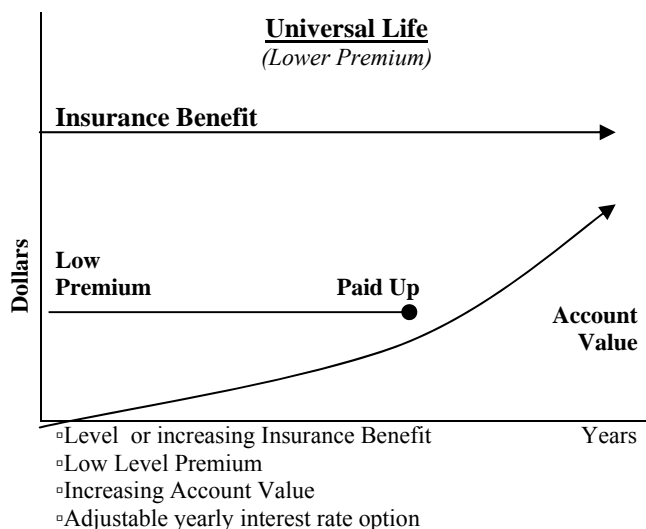 Universal Life
(Lower Premium)
Insurance Benefit
Dollars
Low
Premium
Paid Up
Account
Value
Years
▫Level or increasing Insurance Benefit
▫Low Level Premium
▫Increasing Account Value
▫Adjustable yearly interest rate option